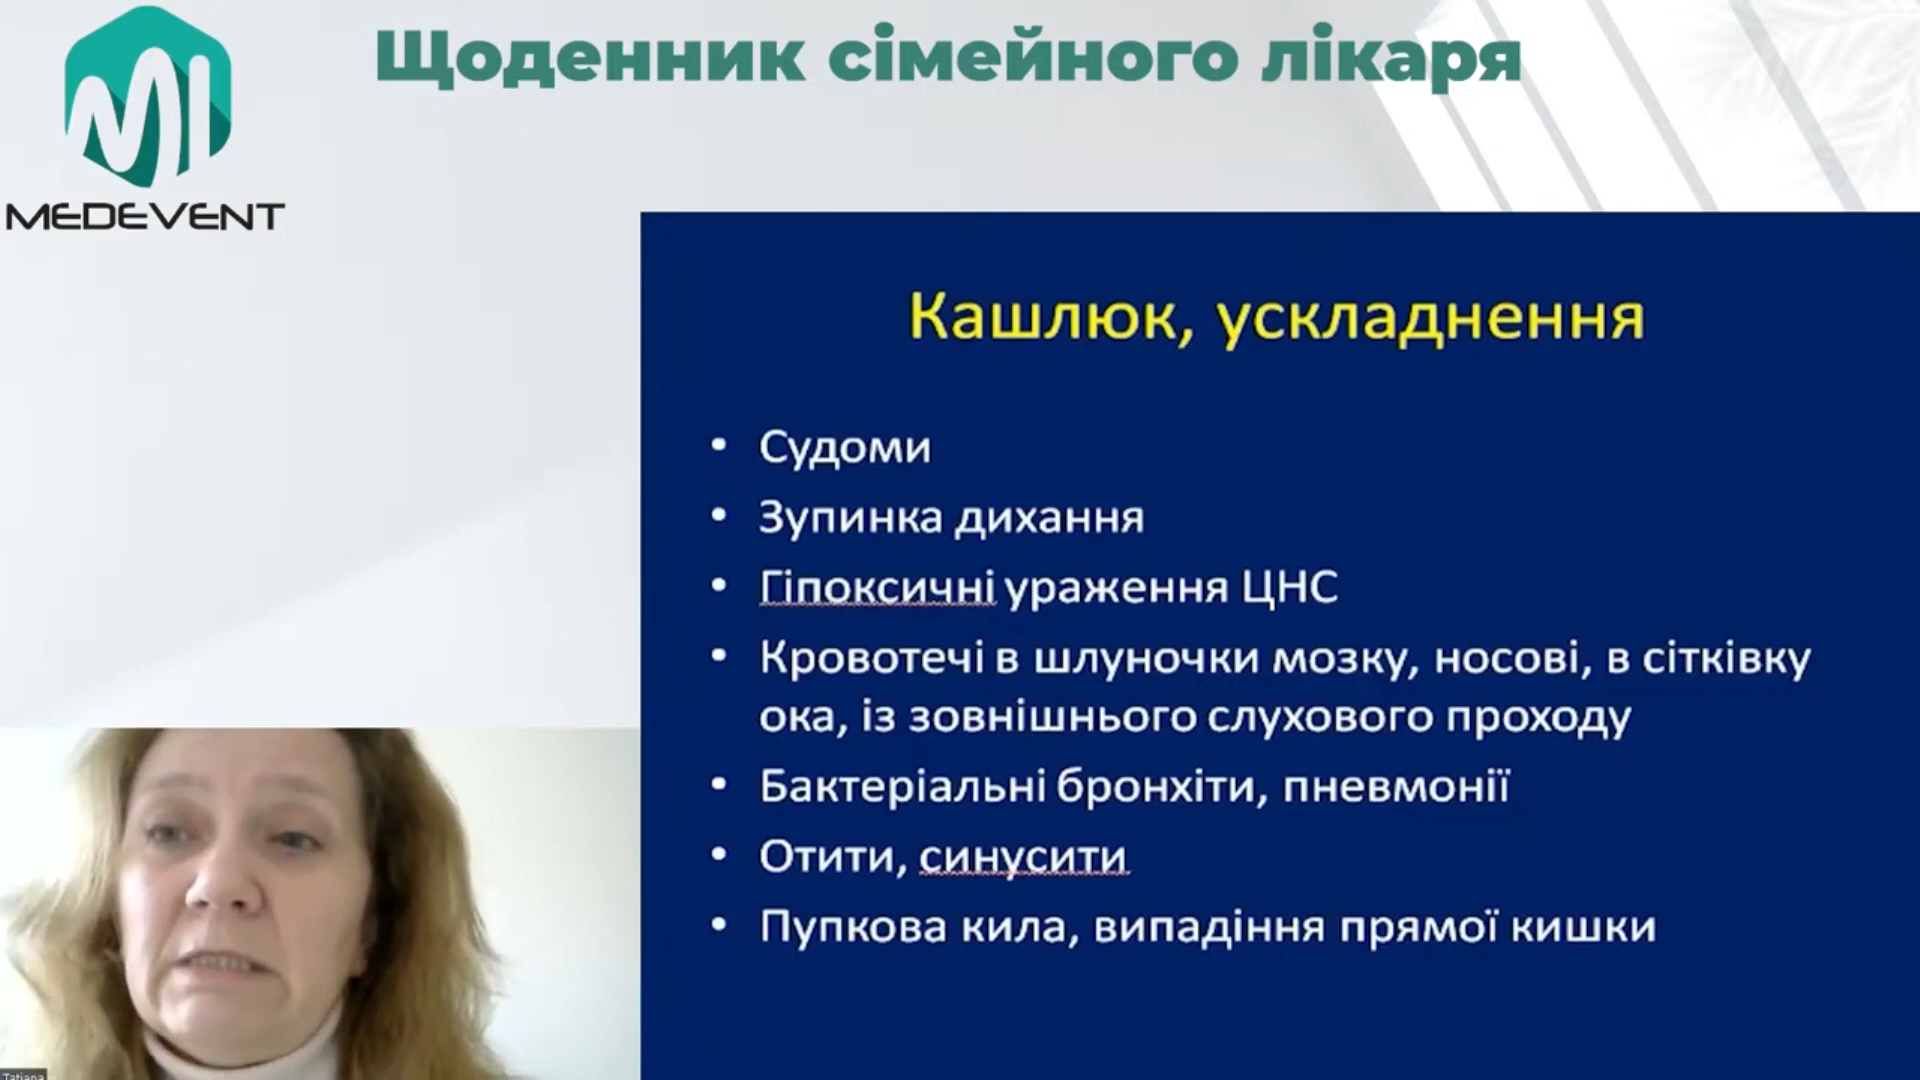 Щоденник сімейного лікаря
MEDEVENT
Кашлюк, ускладнення
• Судоми
• Зупинка дихання
• Гіпоксичні ураження ЦНС
• Кровотечі в шлуночки мозку, носові, в сітківку
ока, із зовнішнього слухового проходу
• Бактеріальні бронхіти, пневмонії
• Отити, синусити
• Пупкова кила, випадіння прямої кишки
Tatiana